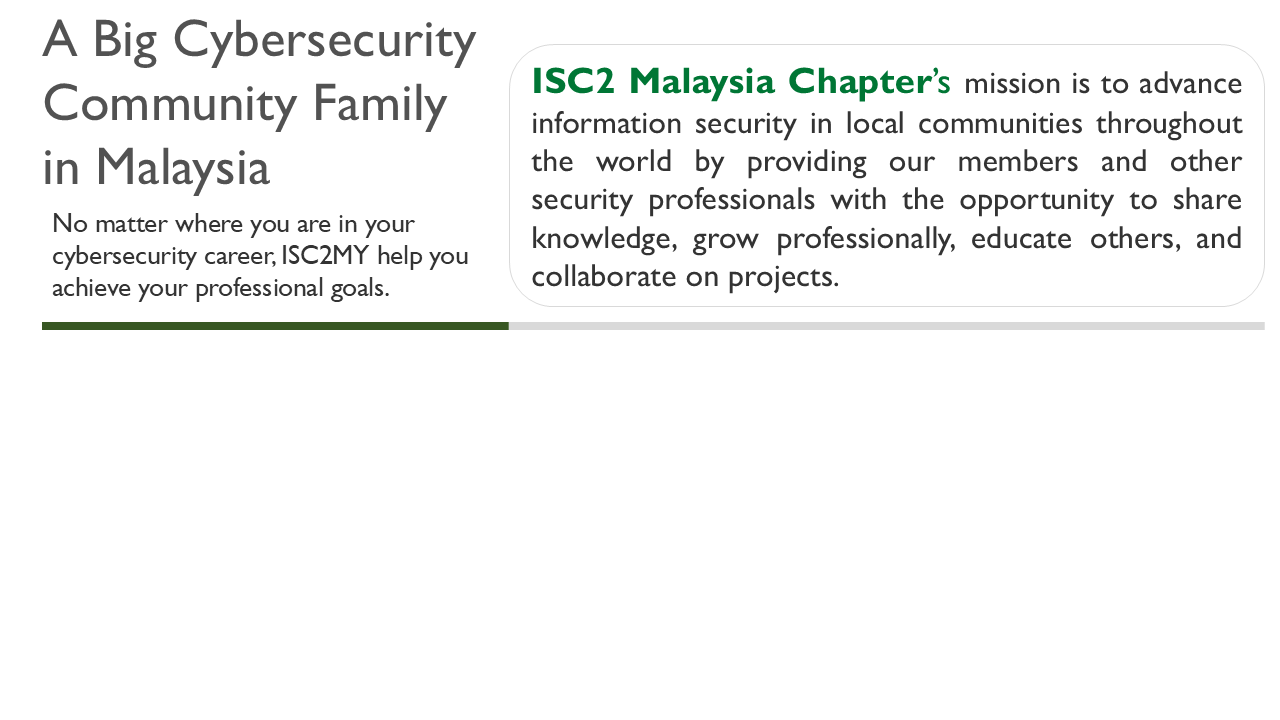 A Big Cybersecurity
Community Family
in Malaysia
No matter where you are in your
cybersecurity career, ISC2MY help you
achieve your professional goals.
ISC2 Malaysia Chapter’s mission is to advance
information security in local communities throughout
the world by providing our members and other
security professionals with the opportunity to share
knowledge, grow professionally, educate others, and
collaborate on projects.